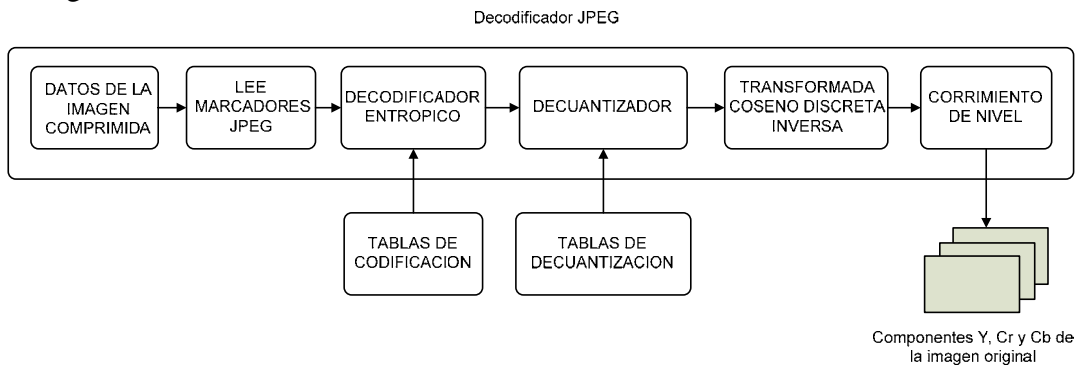 Decodificador JPEG
DATOS DE LA
IMAGEN
COMPRIMIDA
LEE
MARCADORES
JPEG
DECODIFICADOR
ENTROPICO
DECUANTIZADOR
TRANSFORMADA
COSENO DISCRETA
INVERSA
CORRIMIENTO
DE NIVEL
TABLAS DE
CODIFICACION
TABLAS DE
DECUANTIZACION
Componentes Y, Cr y Cb de
la imagen original